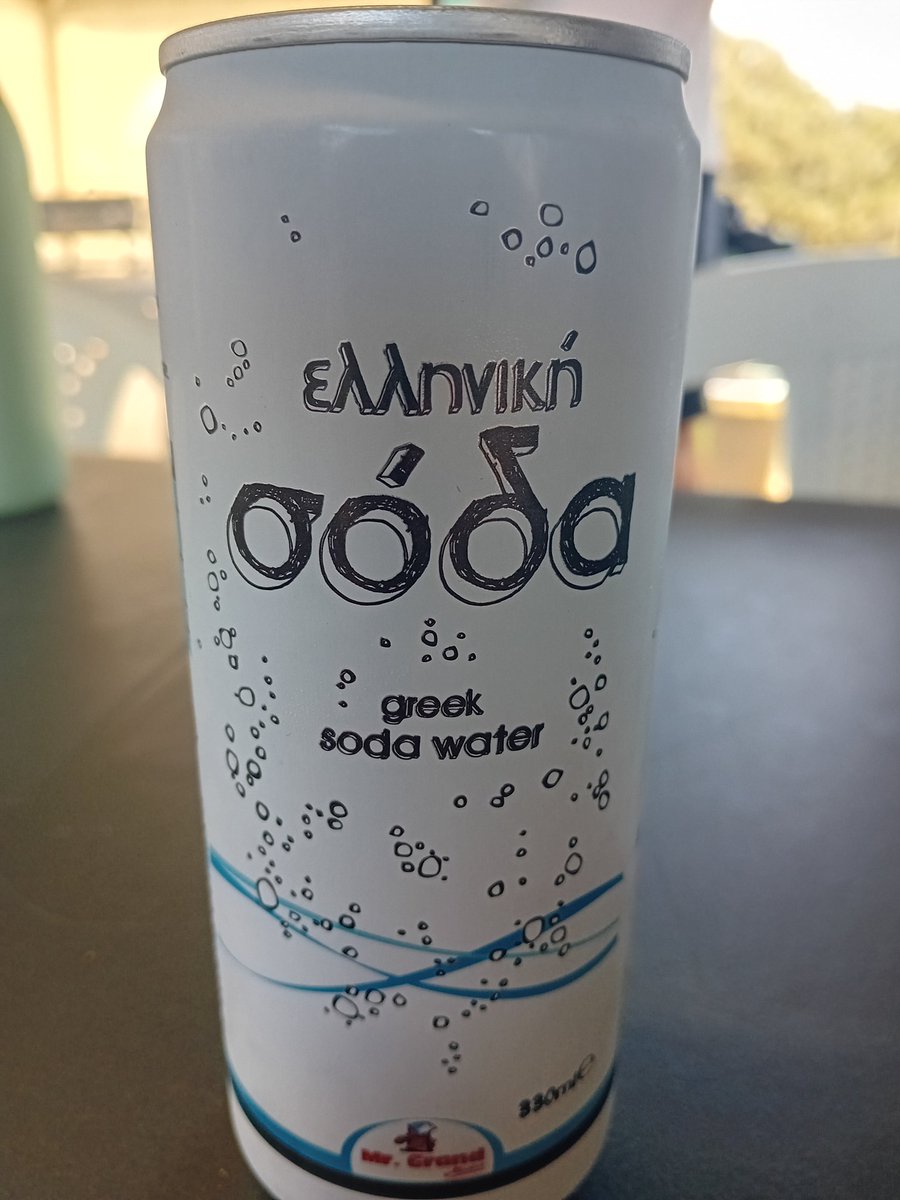 ελληνική
σόδα
greek
soda water
330ml℮
Mr. Grand